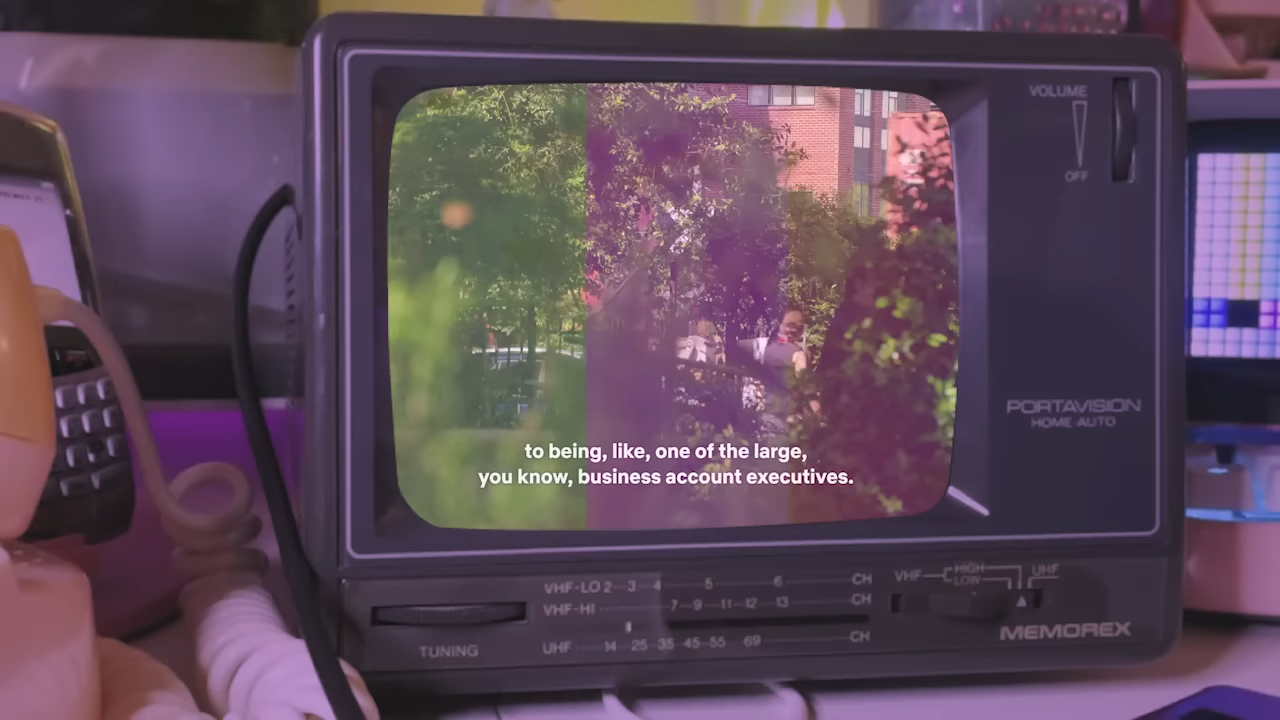 VOLUME
OFF
to being, like, one of the large,
you know, business account executives.
PORTAVISION
HOME AUTO
VHF-LO 2 3 4 5 6 CH
VHF-HI 7 9 11 12 13 CH
UHF 14 25 35 45 55 69 CH
TUNING
VHF HIGH LOW UHF
MEMOREX